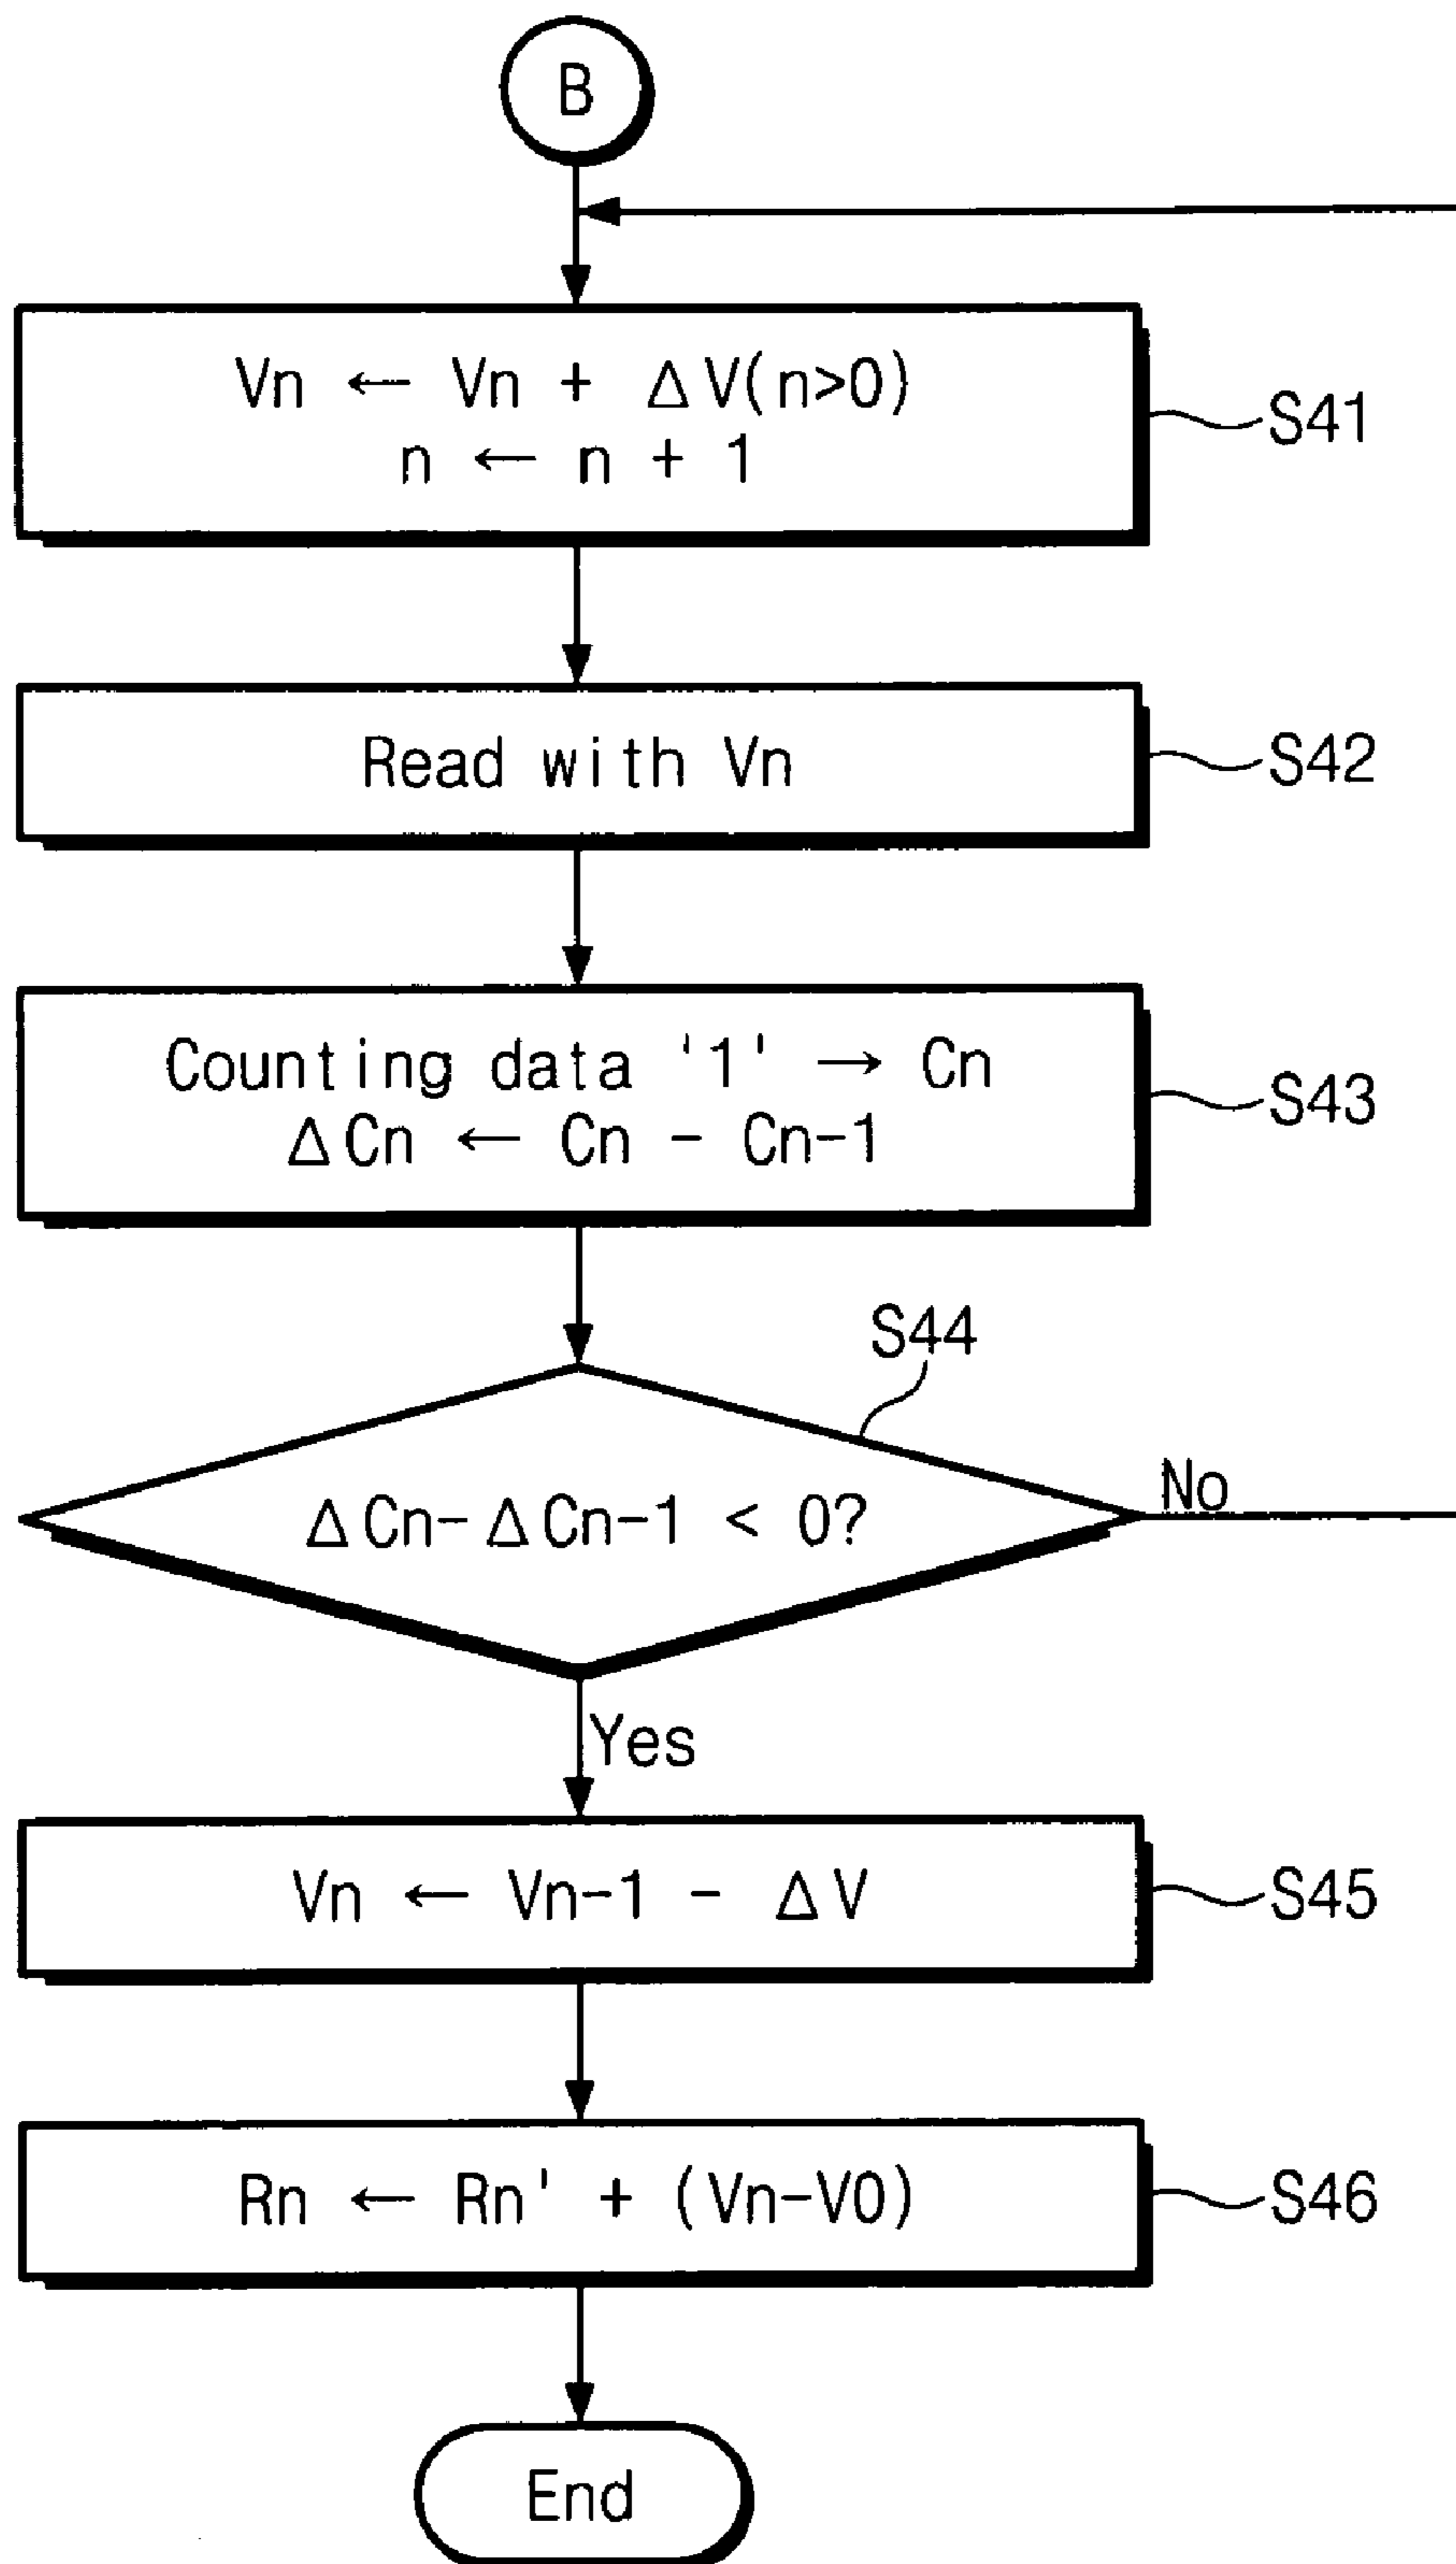 B
Vn ← Vn + ΔV(n>0)
n ← n + 1
S41
Read with Vn
S42
Counting data '1' → Cn
ΔCn ← Cn - Cn-1
S43
S44
ΔCn-ΔCn-1 < 0?
No
Yes
Vn ← Vn-1 - ΔV
S45
Rn ← Rn' + (Vn-V0)
S46
End